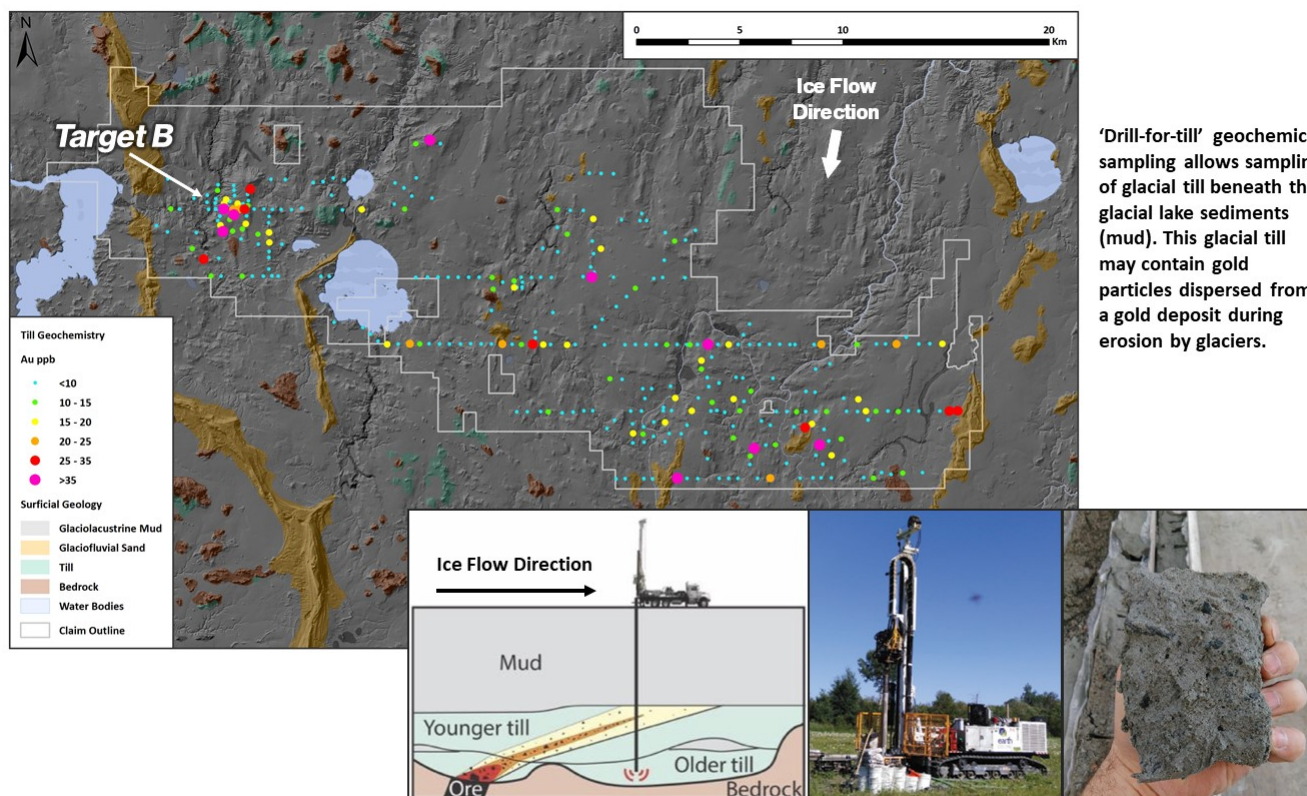 N
0 5 10 20
Km
Ice Flow
Direction
Target B
'Drill-for-till' geochemic
sampling allows samplin
of glacial till beneath th
glacial lake sediments
(mud). This glacial till
may contain gold
particles dispersed from
a gold deposit during
erosion by glaciers.
Till Geochemistry
Au ppb
<10
10 - 15
15 - 20
20 - 25
25 - 35
>35
Surficial Geology
Glaciolacustrine Mud
Glaciofluvial Sand
Till
Bedrock
Water Bodies
Claim Outline
Ice Flow Direction
Mud
Younger till
Older till
Ore
Bedrock